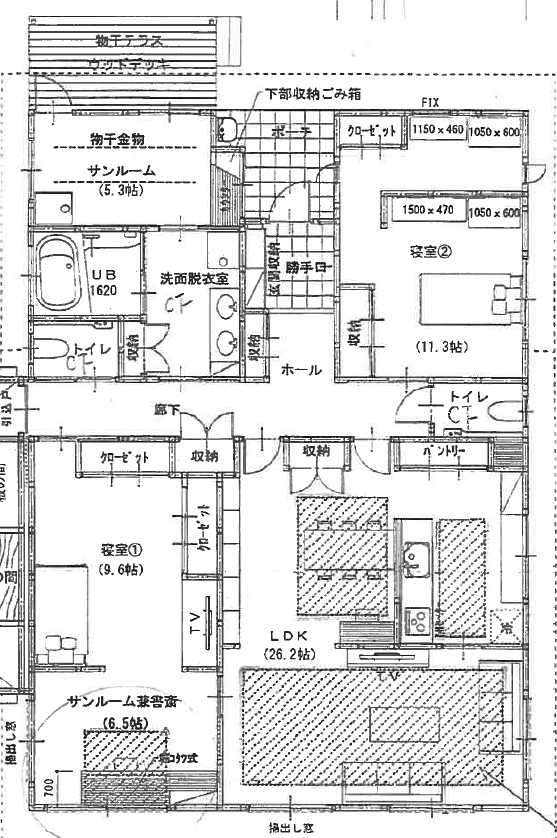 物干テラス
ウッドデッキ
下部収納ごみ箱
FIX
物干金物
サンルーム
(5.3帖)
ポーチ
クローゼット
1150 x 460
1050 x 600
1500 x 470
1050 x 600
寝室②
(11.3帖)
収納
UB
1620
洗面脱衣室
CF
玄関収納
勝手口
トイレ
CF
収納
収納
ホール
引込戸
廊下
トイレ
CF
クローゼット
収納
収納
パントリー
寝室①
(9.6帖)
クローゼット
TV
LDK
(26.2帖)
TV
サンルーム兼書斎
(6.5帖)
掘コタツ式
700
掃出し窓
掃出し窓